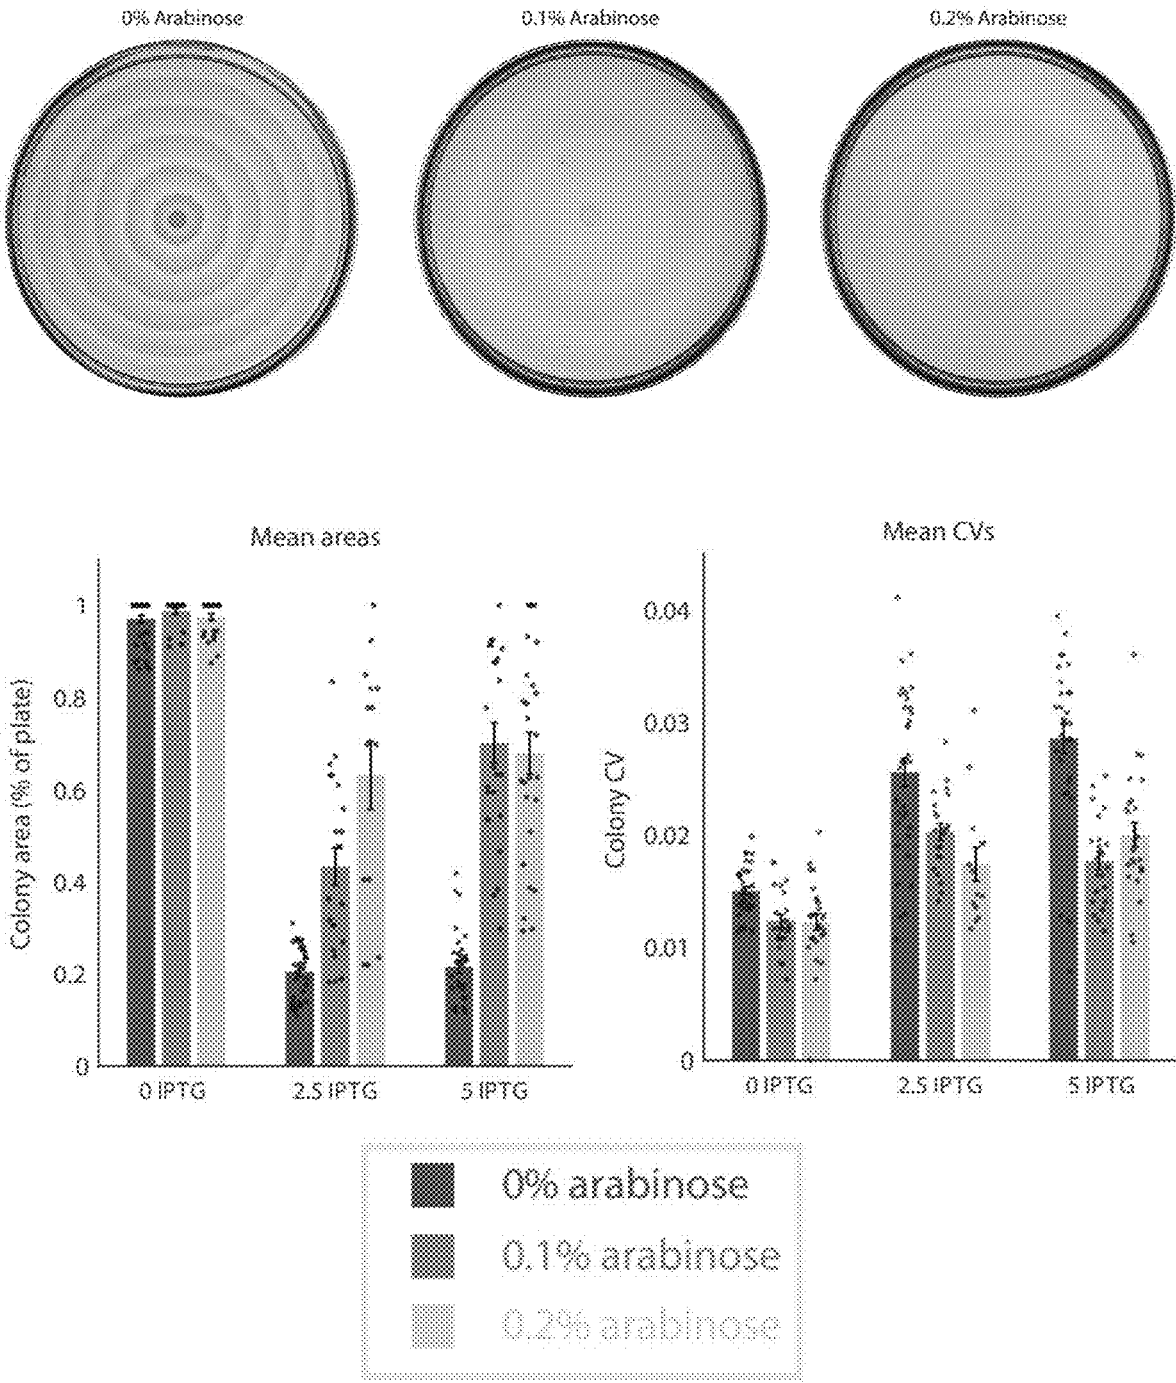 0% Arabinose
0.1% Arabinose
0.2% Arabinose
Mean areas
Colony area (% of plate)
1
0.8
0.6
0.4
0.2
0
0 IPTG
2.5 IPTG
5 IPTG
Mean CVs
Colony CV
0.04
0.03
0.02
0.01
0
0 IPTG
2.5 IPTG
5 IPTG
0% arabinose
0.1% arabinose
0.2% arabinose